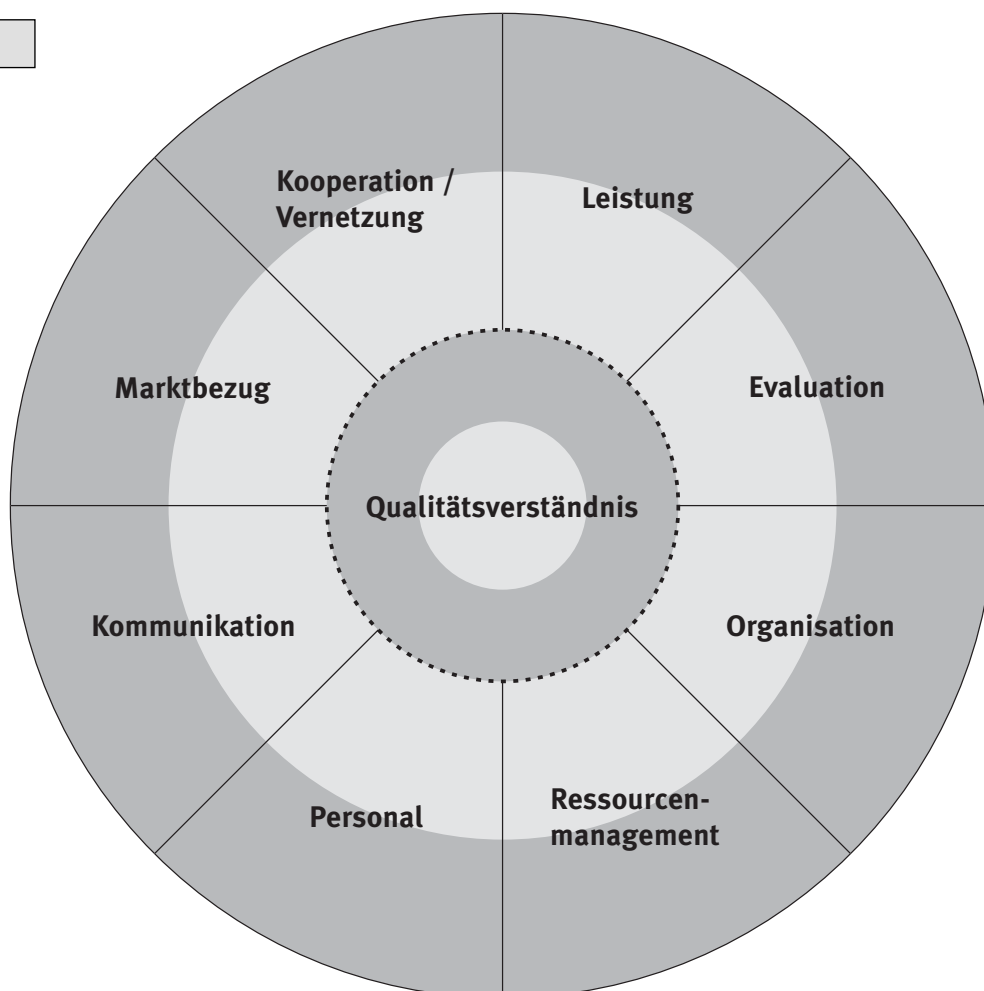 Kooperation /
Vernetzung
Leistung
Marktbezug
Evaluation
Qualitätsverständnis
Kommunikation
Organisation
Personal
Ressourcen-
management